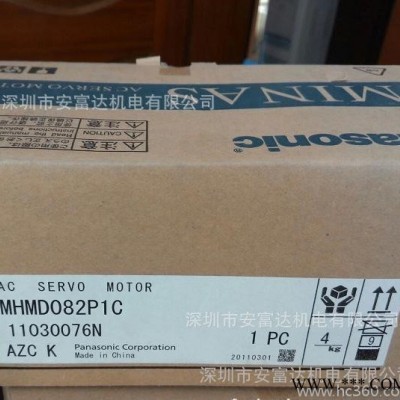 MINAS
AC SERVO MOT
Panasonic
深圳市安富达机电有限公司
CAUTION
AC SERVO MOTOR
MHMD082P1C
深圳市安富达机电有限公司
11030076N
1 PC
4 kg
9
AZC K
Panasonic Corporation
Made in China
20110301
深圳市安富达机电有限公司
hc360.com
www.***.COM